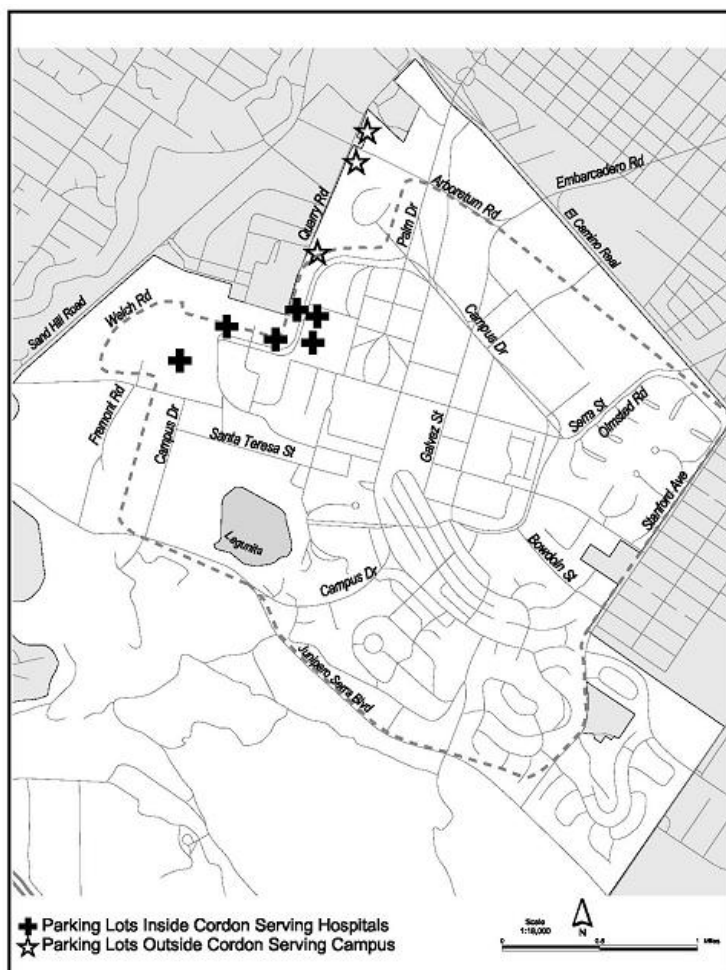 Embarcadero Rd
Arboretum Rd
Quarry Rd
Palm Dr
El Camino Real
Welch Rd
Sand Hill Road
Campus Dr
Serra St
Olmsted Rd
Fremont Rd
Campus Dr
Santa Teresa St
Galvez St
Stanford Ave
Lagunita
Bowdoin St
Campus Dr
Junipero Serra Blvd
Parking Lots Inside Cordon Serving Hospitals
Parking Lots Outside Cordon Serving Campus
Scale
1:18,000
N
0 0.5 1 Miles